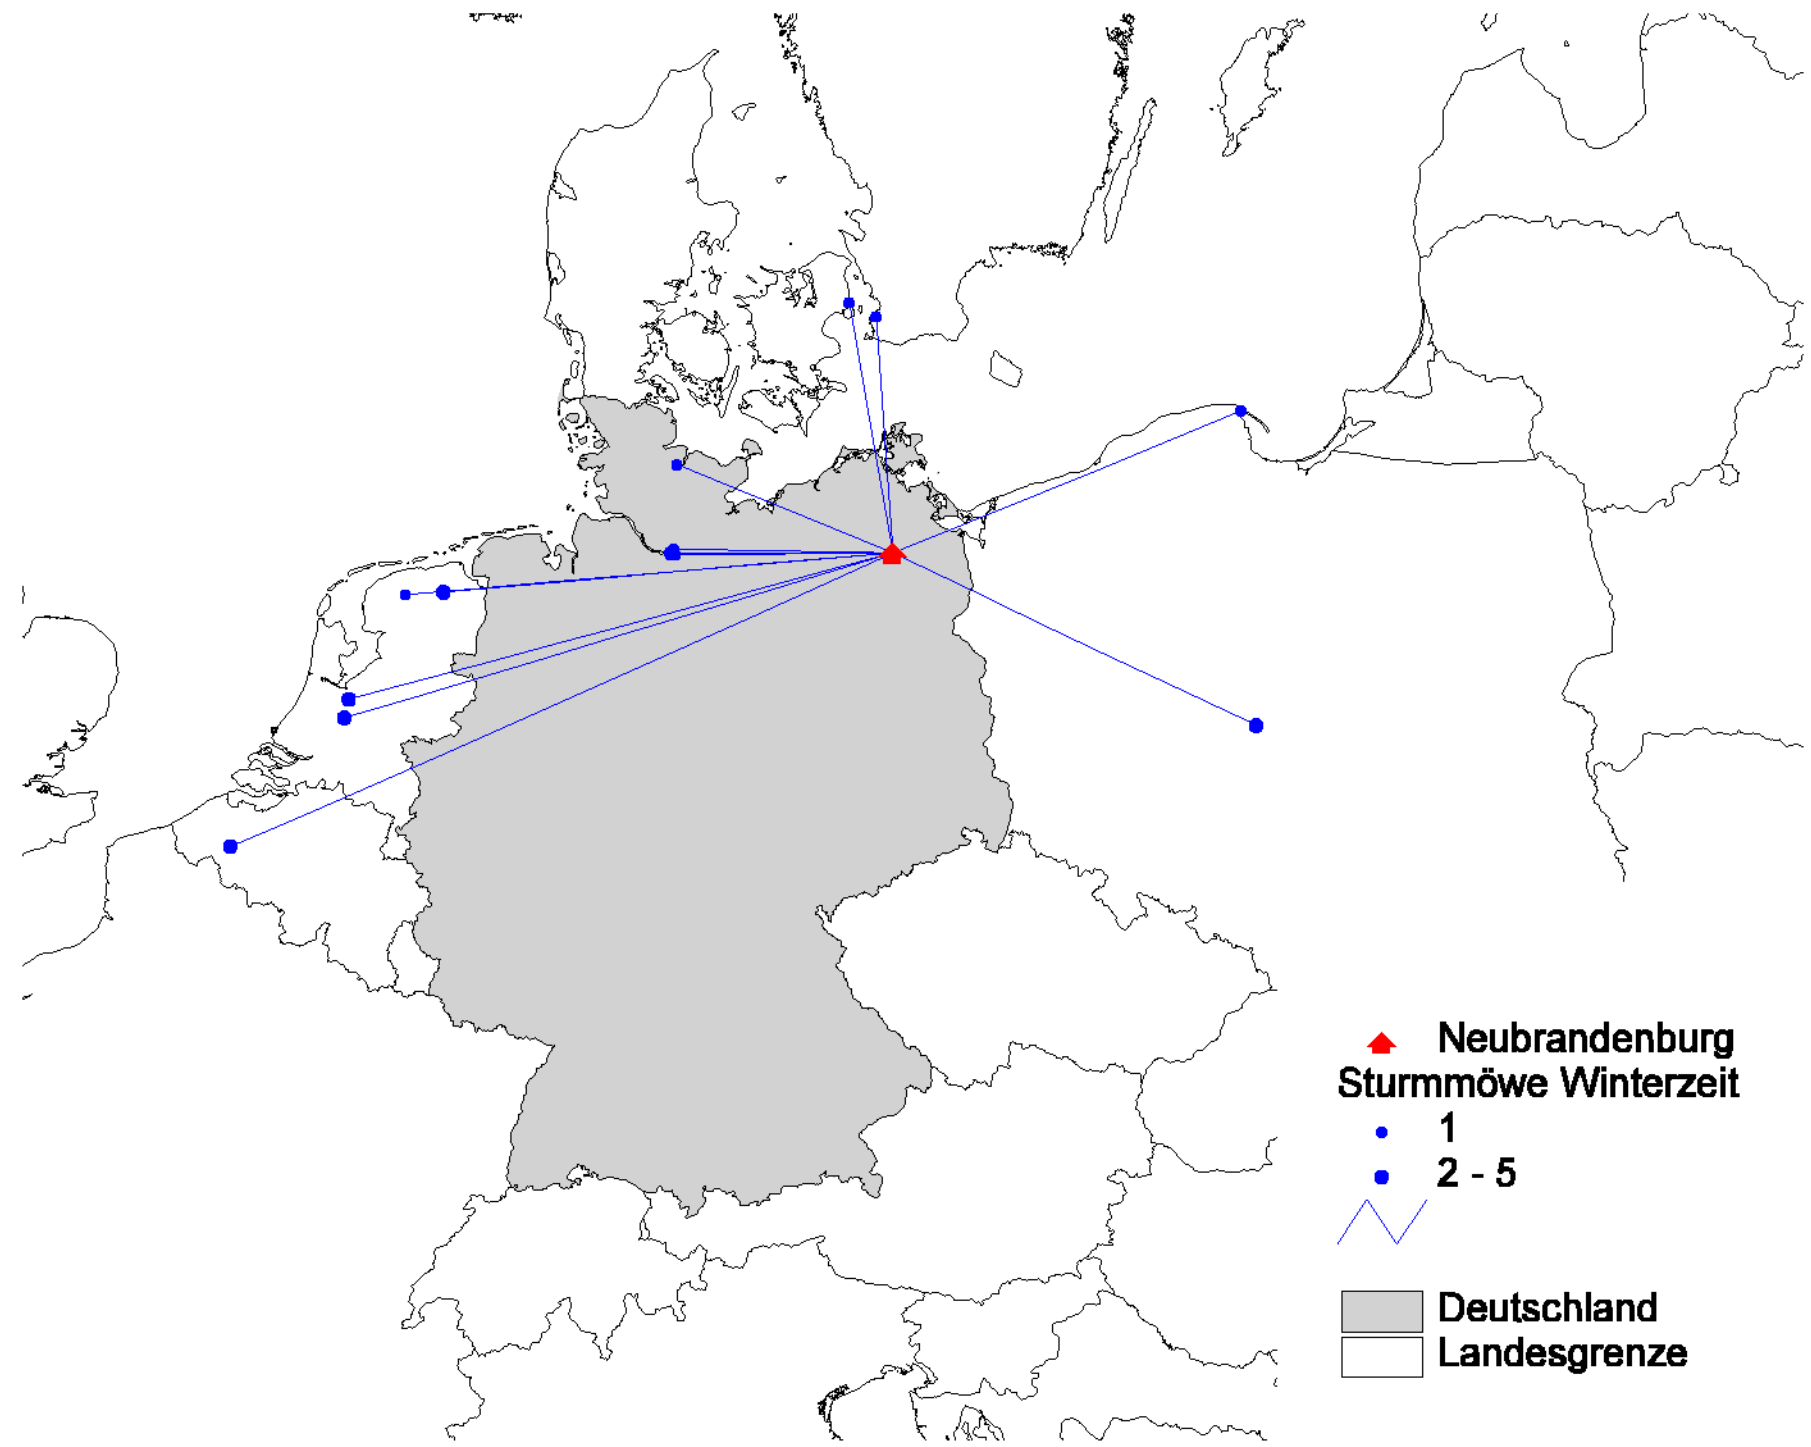 Neubrandenburg
Sturmmöwe Winterzeit
1
2 - 5
Deutschland
Landesgrenze